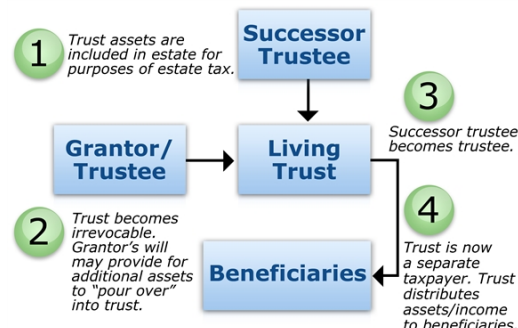 1
Trust assets are
included in estate for
purposes of estate tax.
Successor
Trustee
3
Successor trustee
becomes trustee.
Grantor/
Trustee
Living
Trust
2
Trust becomes
irrevocable.
Grantor's will
may provide for
additional assets
to "pour over"
into trust.
Beneficiaries
4
Trust is now
a separate
taxpayer. Trust
distributes
assets/income
to beneficiaries.